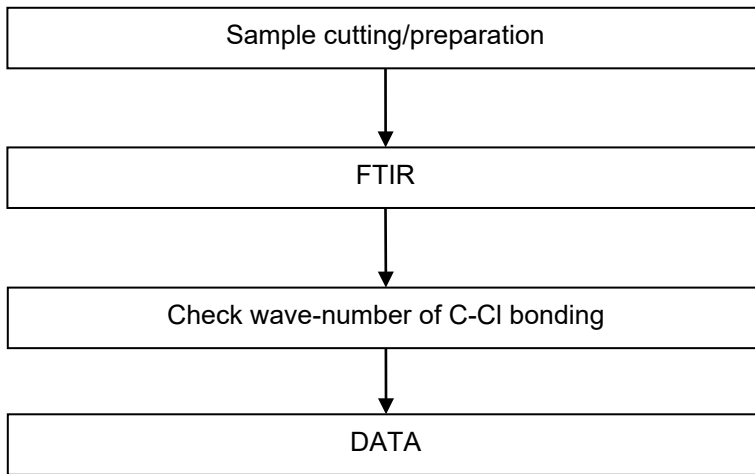 Sample cutting/preparation
FTIR
Check wave-number of C-Cl bonding
DATA